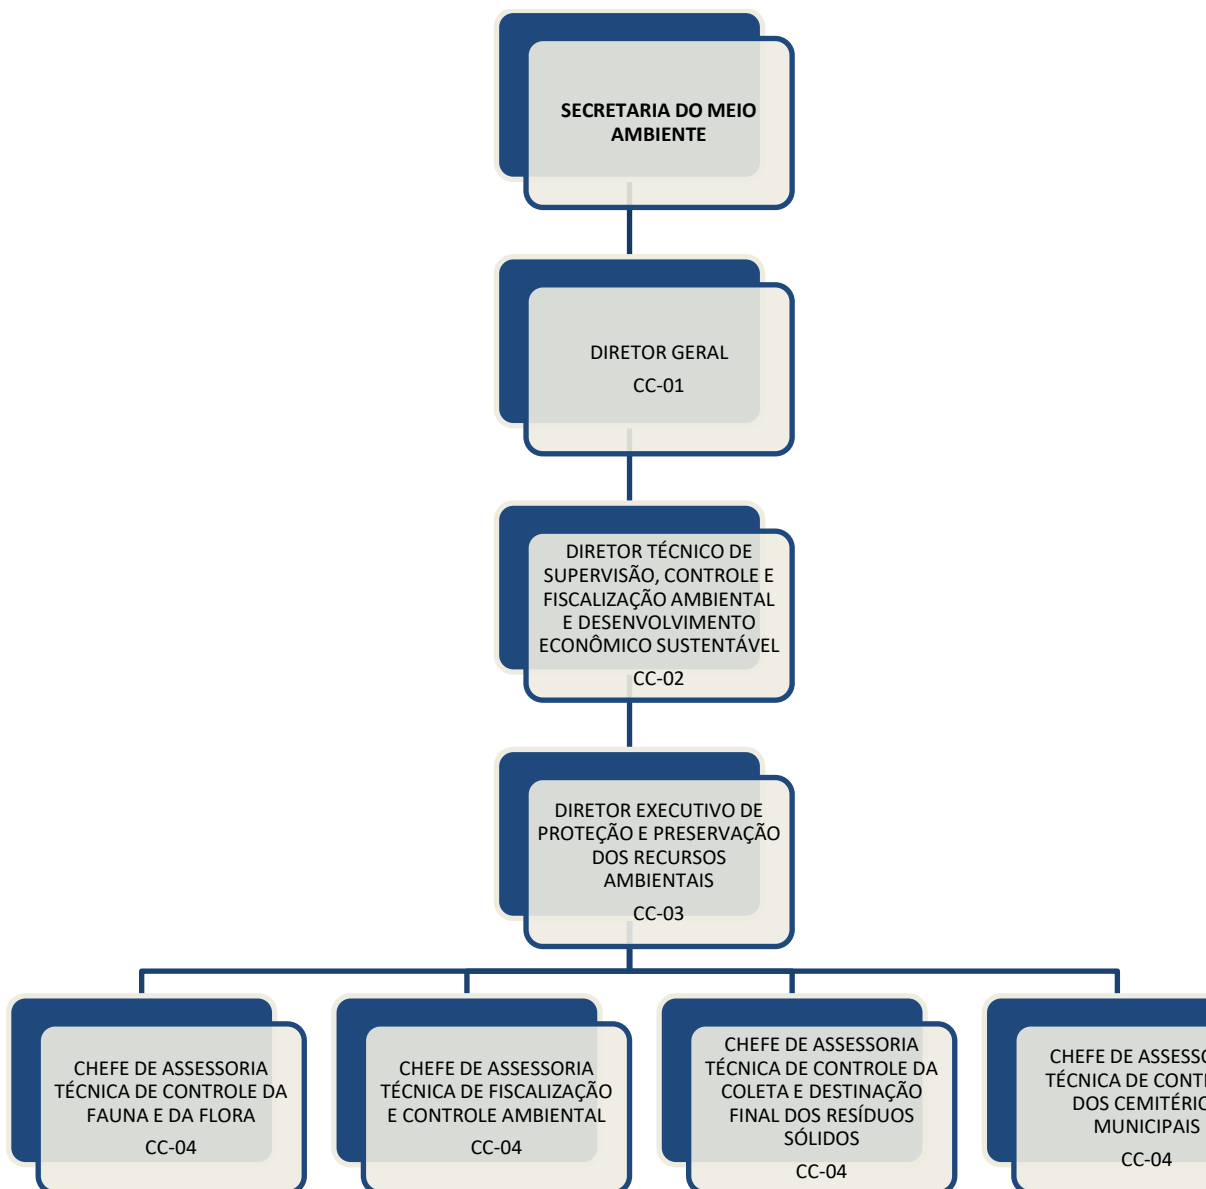 SECRETARIA DO MEIO
AMBIENTE
DIRETOR GERAL
CC-01
DIRETOR TÉCNICO DE
SUPERVISÃO, CONTROLE E
FISCALIZAÇÃO AMBIENTAL
E DESENVOLVIMENTO
ECONÔMICO SUSTENTÁVEL
CC-02
DIRETOR EXECUTIVO DE
PROTEÇÃO E PRESERVAÇÃO
DOS RECURSOS
AMBIENTAIS
CC-03
CHEFE DE ASSESSORIA
TÉCNICA DE CONTROLE DA
FAUNA E DA FLORA
CC-04
CHEFE DE ASSESSORIA
TÉCNICA DE FISCALIZAÇÃO
E CONTROLE AMBIENTAL
CC-04
CHEFE DE ASSESSORIA
TÉCNICA DE CONTROLE DA
COLETA E DESTINAÇÃO
FINAL DOS RESÍDUOS
SÓLIDOS
CC-04
CHEFE DE
TÉCNICA DE
DOS
MUNICIPAIS
CC-04